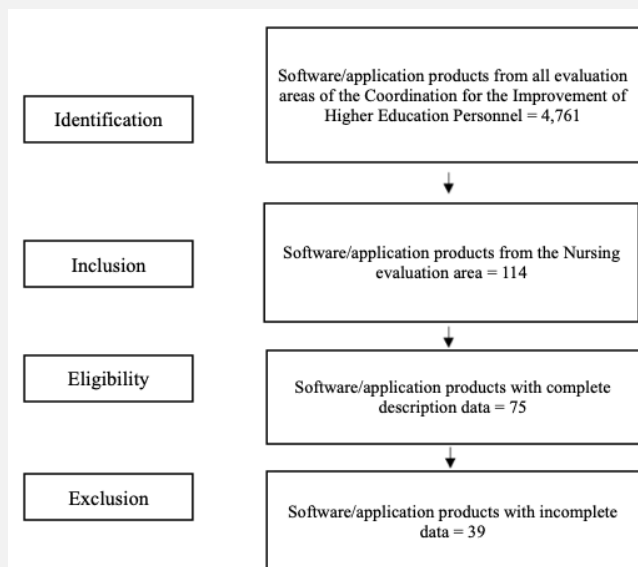 Identification
Software/application products from all evaluation
areas of the Coordination for the Improvement of
Higher Education Personnel = 4,761
Inclusion
Software/application products from the Nursing
evaluation area = 114
Eligibility
Software/application products with complete
description data = 75
Exclusion
Software/application products with incomplete
data = 39